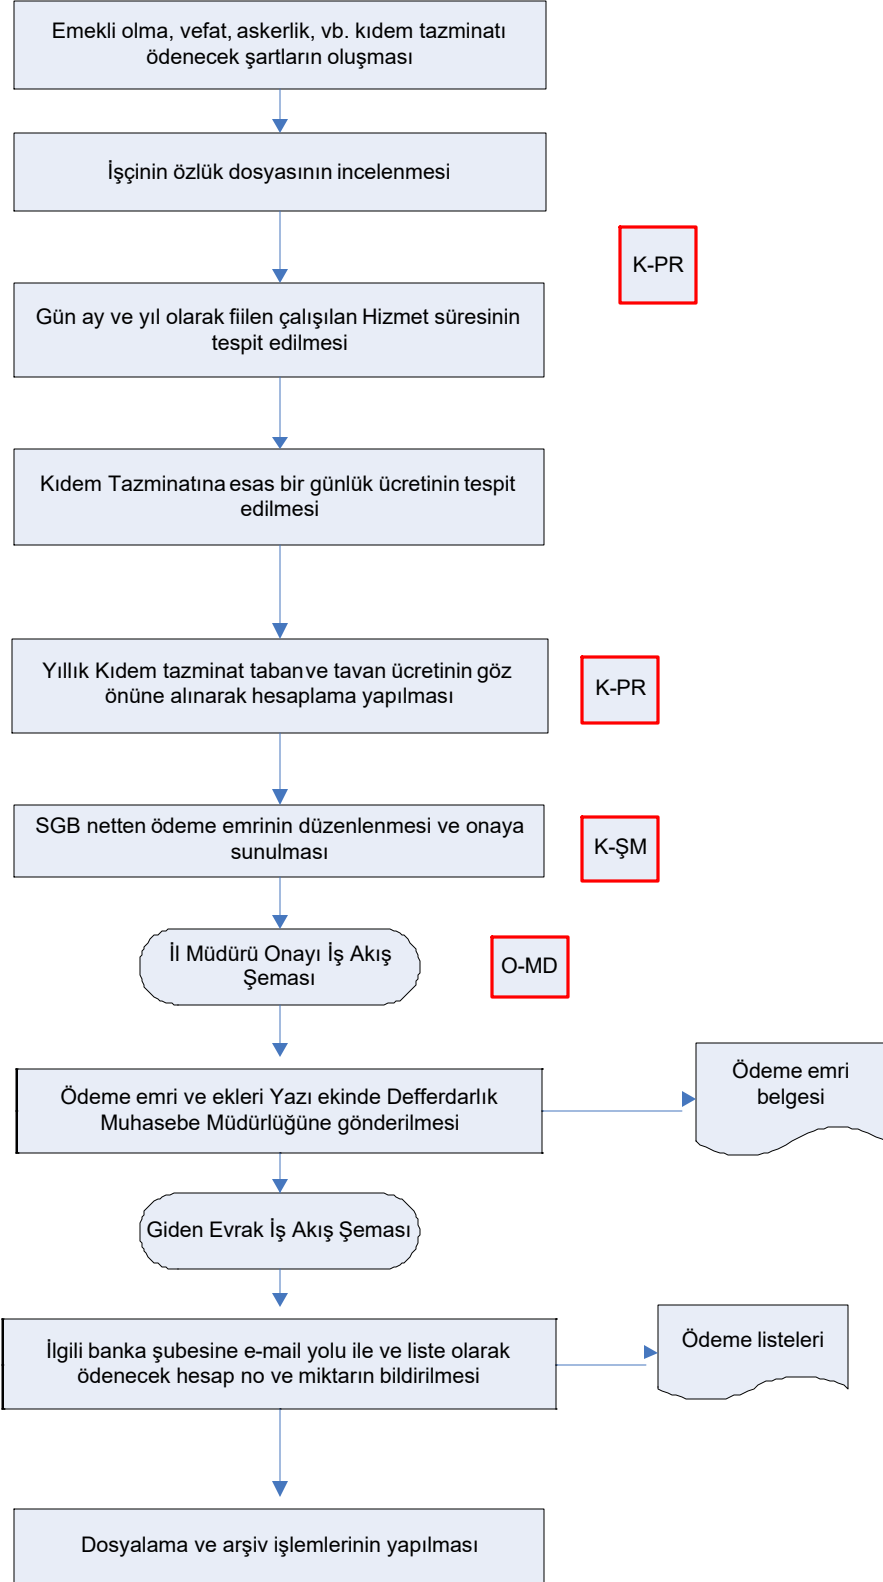 Emekli olma, vefat, askerlik, vb. kıdem tazminatı
ödenecek şartların oluşması
İşçinin özlük dosyasının incelenmesi
K-PR
Gün ay ve yıl olarak fiilen çalışılan Hizmet süresinin
tespit edilmesi
Kıdem Tazminatına esas bir günlük ücretinin tespit
edilmesi
Yıllık Kıdem tazminat tabanve tavan ücretinin göz
önüne alınarak hesaplama yapılması
K-PR
SGB netten ödeme emrinin düzenlenmesi ve onaya
sunulması
K-ŞM
İl Müdürü Onayı İş Akış
Şeması
O-MD
Ödeme emri ve ekleri Yazı ekinde Defferdarlık
Muhasebe Müdürlüğüne gönderilmesi
Ödeme emri
belgesi
Giden Evrak İş Akış Şeması
İlgili banka şubesine e-mail yolu ile ve liste olarak
ödenecek hesap no ve miktarın bildirilmesi
Ödeme listeleri
Dosyalama ve arşiv işlemlerinin yapılması